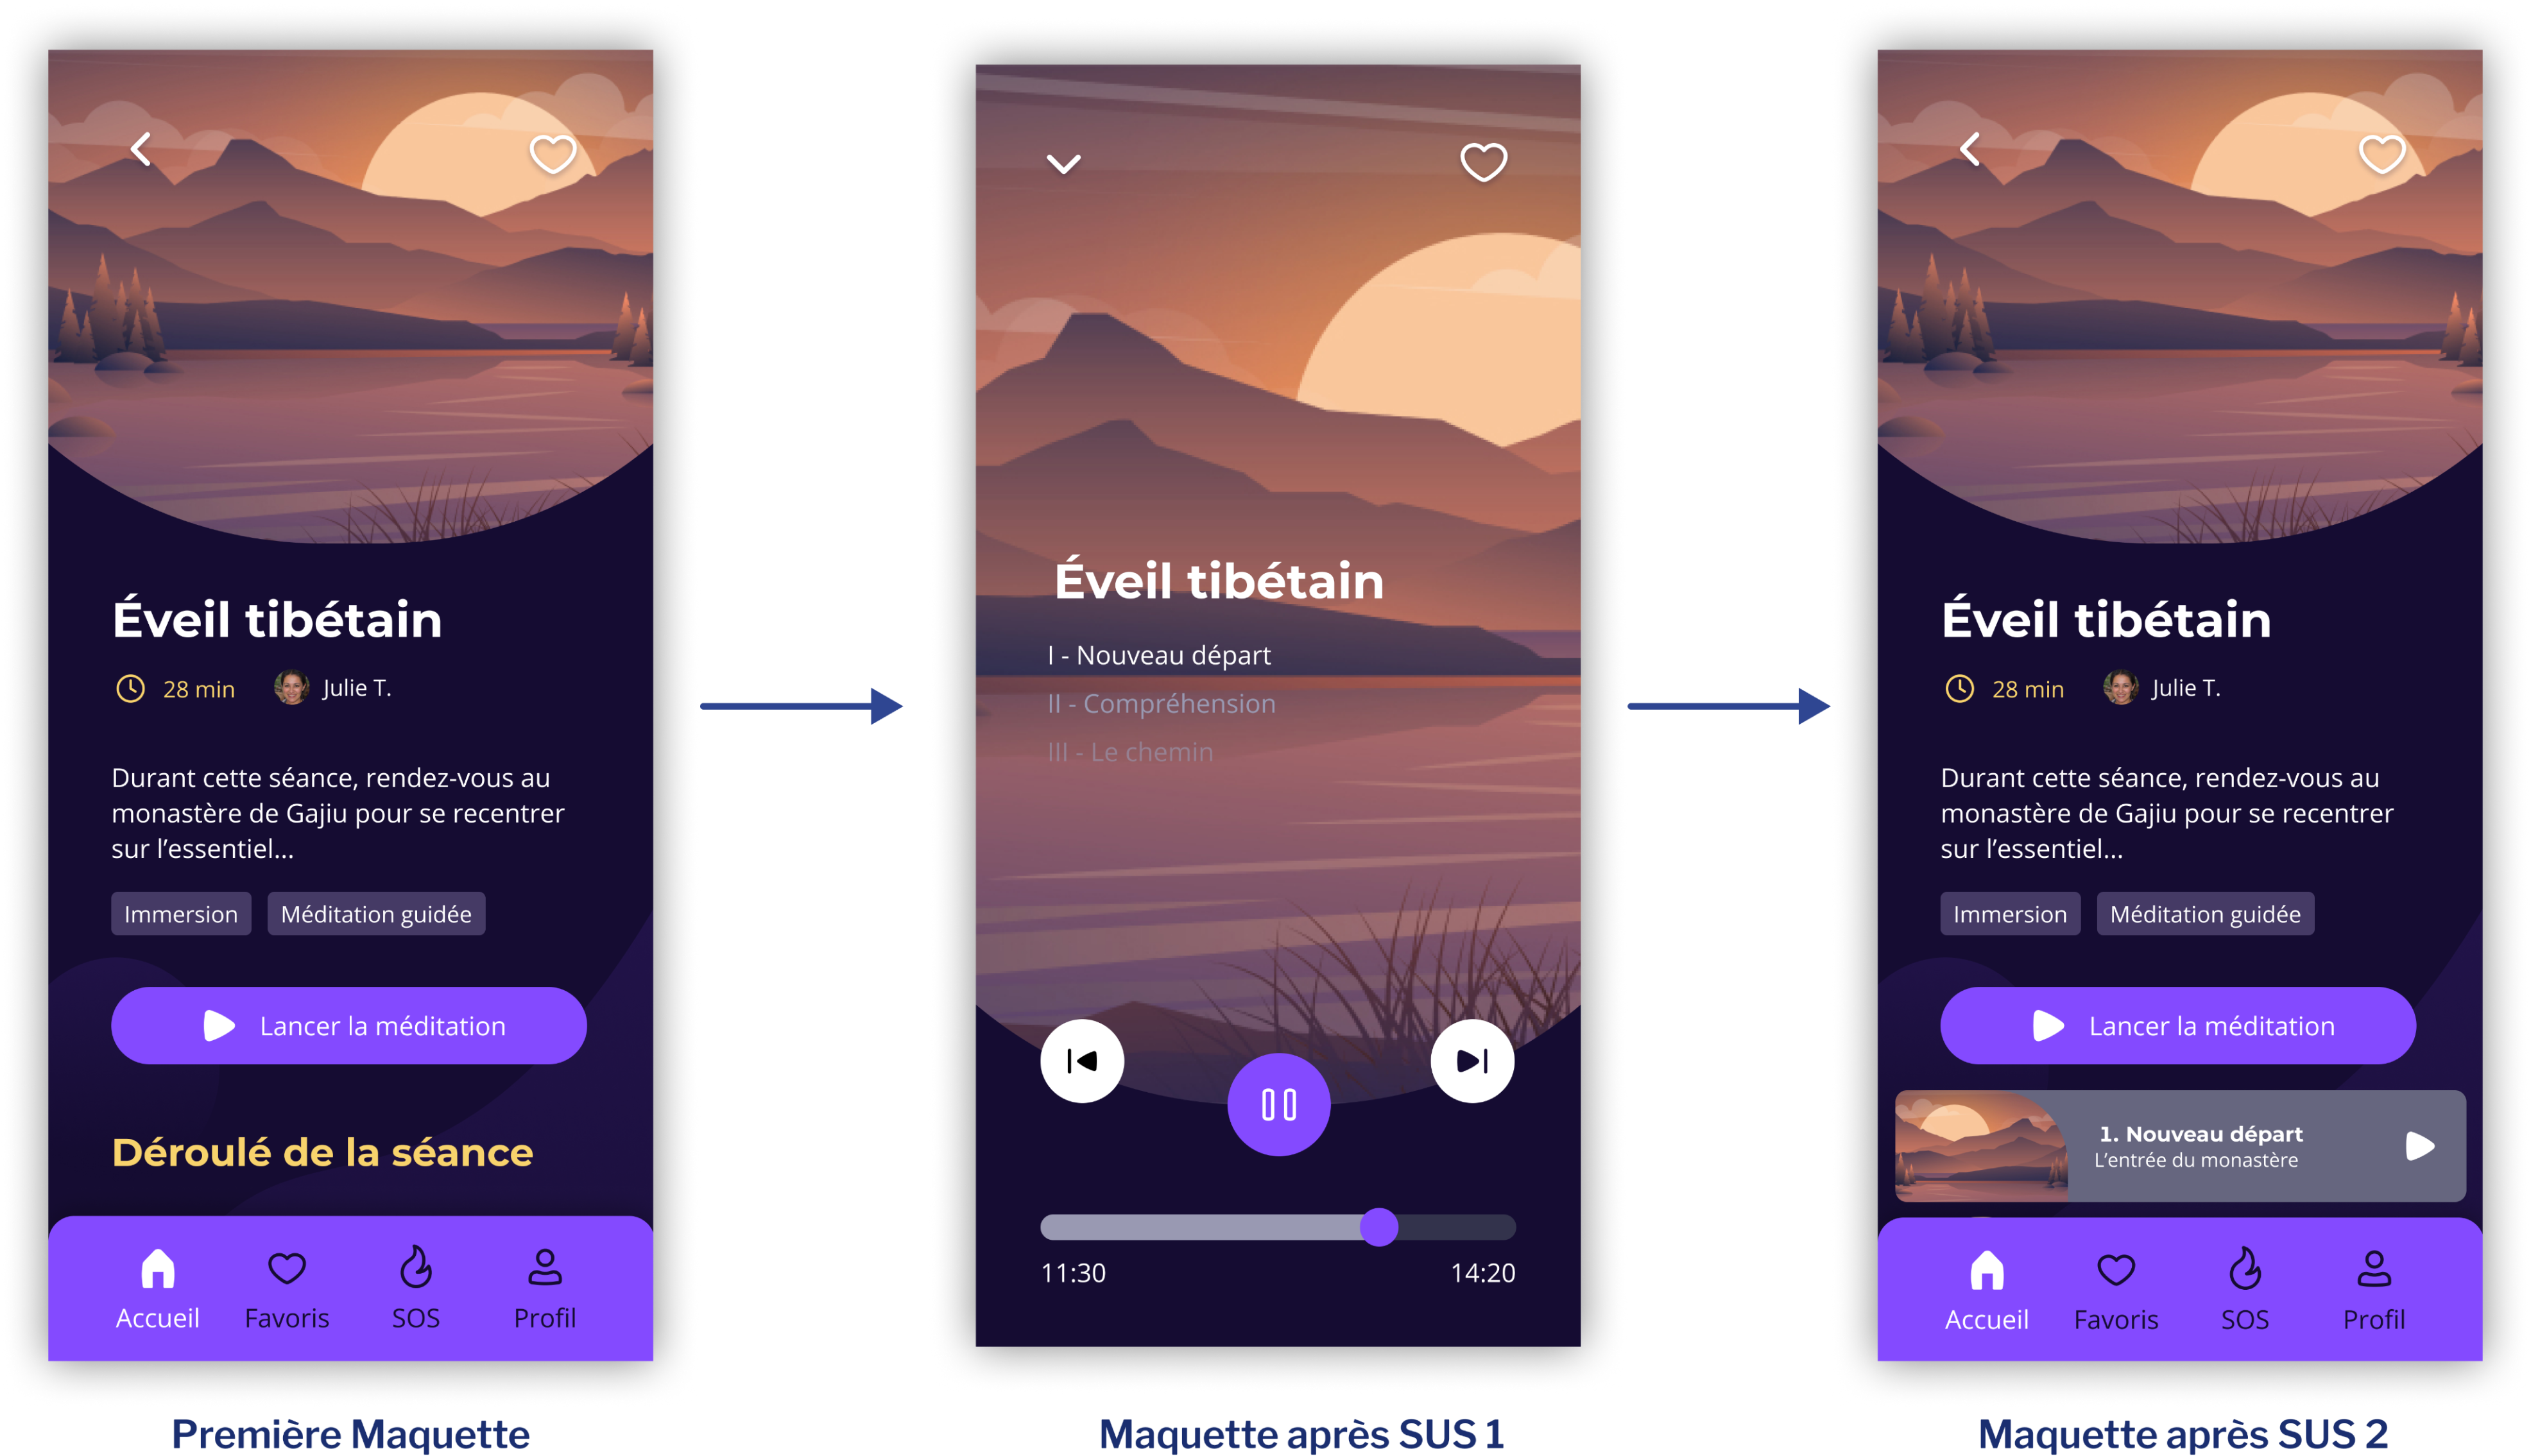 Éveil tibétain
28 min
Julie T.
Durant cette séance, rendez-vous au
monastère de Gajiu pour se recentrer
sur l’essentiel...
Immersion
Méditation guidée
Lancer la méditation
Déroulé de la séance
Accueil
Favoris
SOS
Profil
Première Maquette
Éveil tibétain
I - Nouveau départ
II - Compréhension
III - Le chemin
11:30
14:20
Maquette après SUS 1
Éveil tibétain
28 min
Julie T.
Durant cette séance, rendez-vous au
monastère de Gajiu pour se recentrer
sur l’essentiel...
Immersion
Méditation guidée
Lancer la méditation
1. Nouveau départ
L’entrée du monastère
Accueil
Favoris
SOS
Profil
Maquette après SUS 2